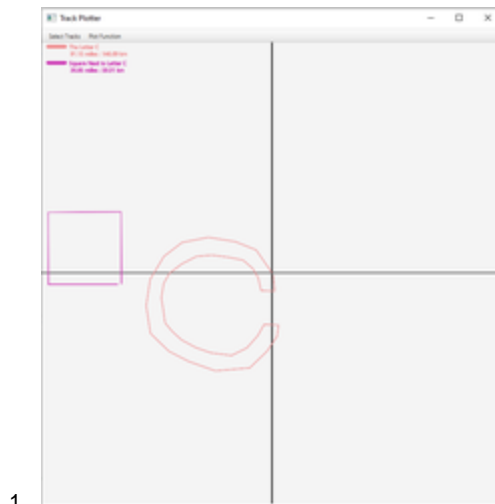 Track Plotter
Select Tracks Plot Function
The Letter C
Square Next to Letter C
1